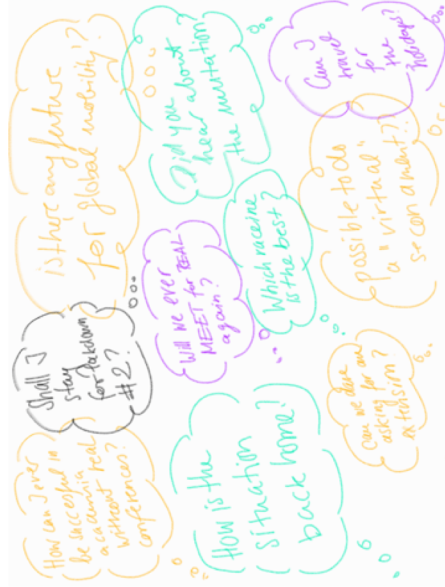 How can I ever
be successful in
academia
without real
conferences?
Shall I
stay
for lockdown
#2?
is there any future
for global mobility!?
How is the
situation
back home!
Will we ever
MEET for REAL
again?
Did you
hear about
the mutation?
Can we dare
asking for an
extension?
Which vaccine
is the best?
possible to do
a "virtual"
secondment??
Can I
travel
for
the
holidays?